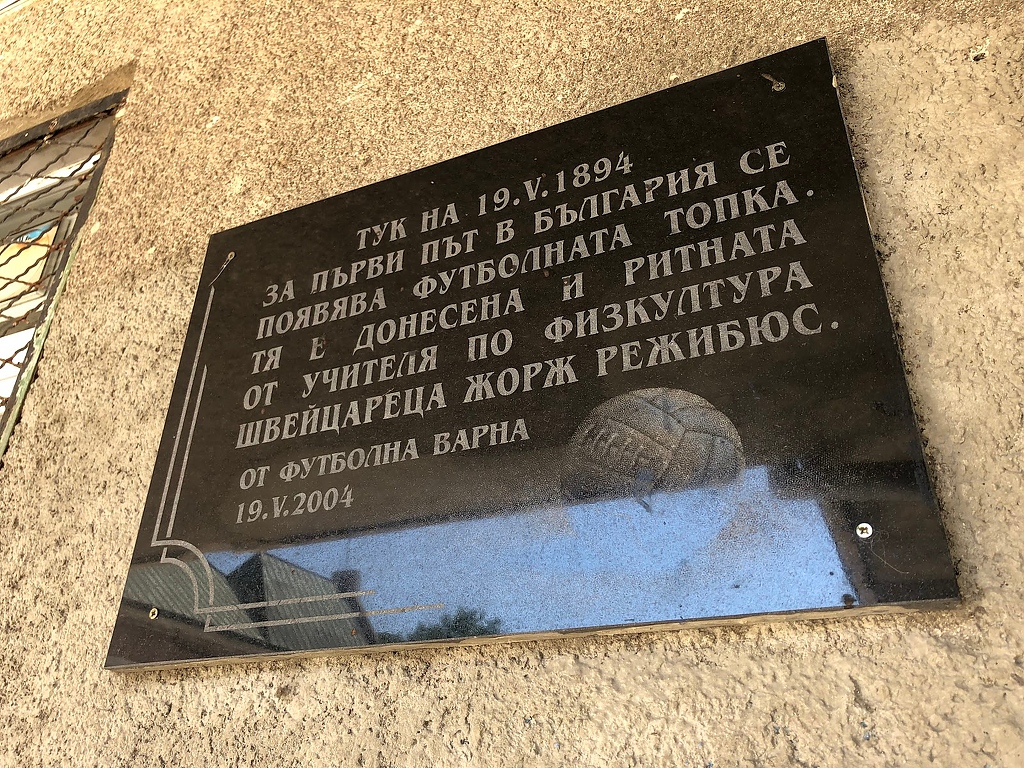 ТУК НА 19.V.1894
ЗА ПЪРВИ ПЪТ В БЪЛГАРИЯ СЕ
ПОЯВЯВА ФУТБОЛНАТА ТОПКА.
ТЯ Е ДОНЕСЕНА И РИТНАТА
ОТ УЧИТЕЛЯ ПО ФИЗКУЛТУРА
ШВЕЙЦАРЕЦА ЖОРЖ РЕЖИБЮС.
ОТ ФУТБОЛНА ВАРНА
19.V.2004